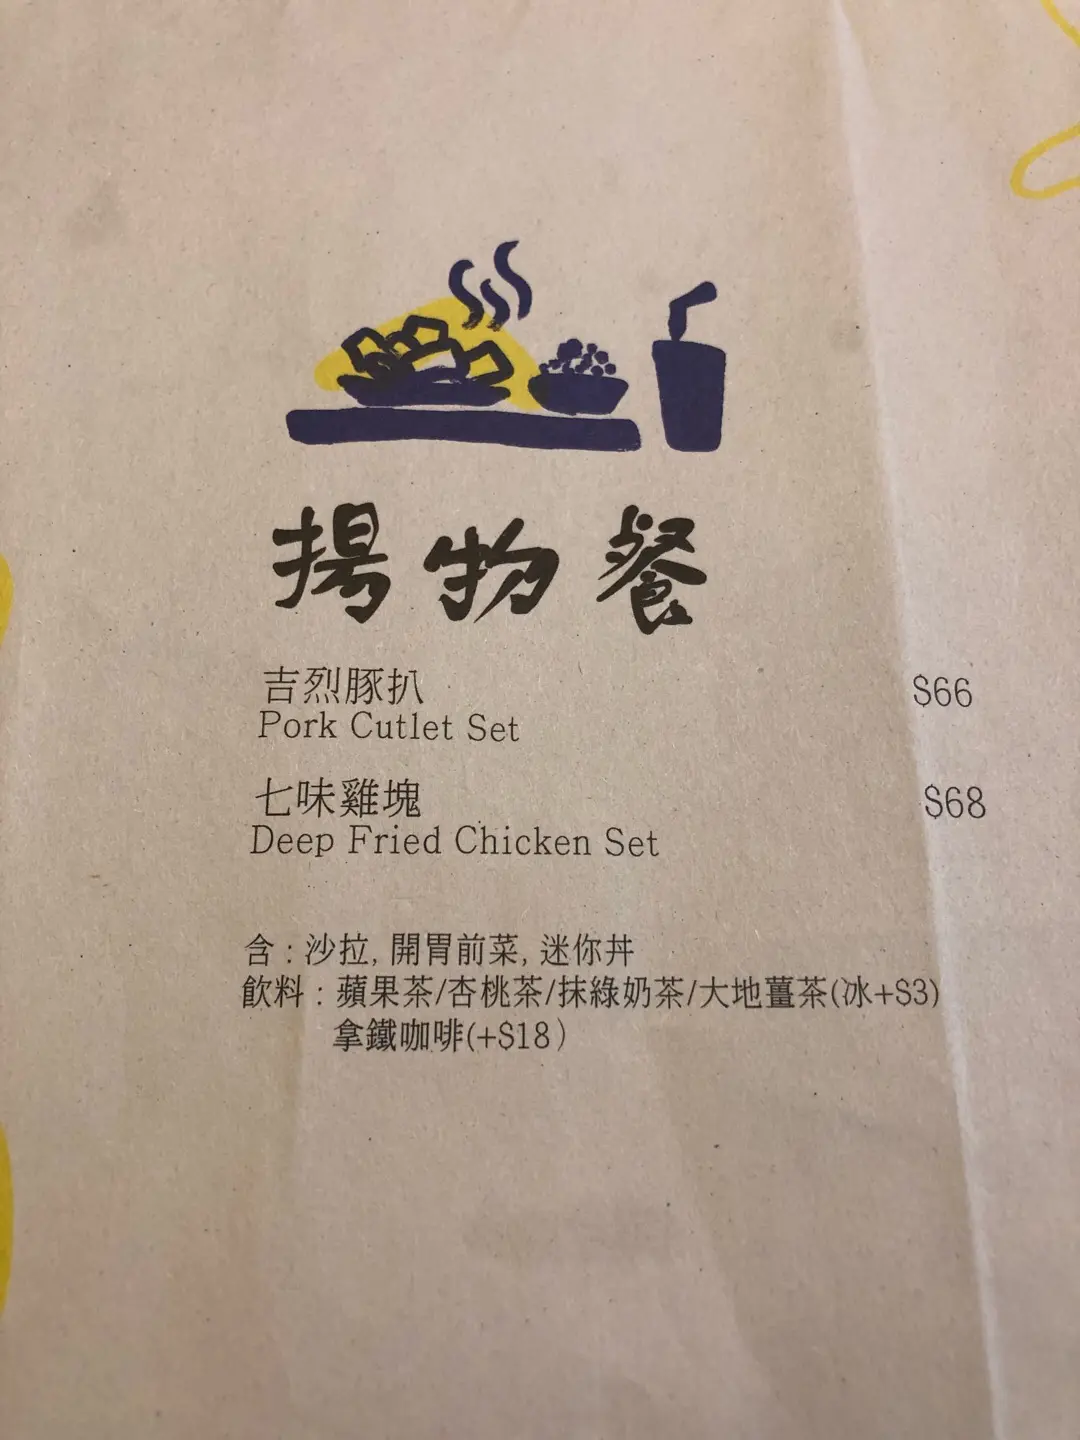 揚物餐
吉烈豚扒 $66
Pork Cutlet Set
七味雞塊 $68
Deep Fried Chicken Set
含 : 沙拉, 開胃前菜, 迷你丼
飲料 : 蘋果茶/杏桃茶/抹綠奶茶/大地薑茶(冰+$3)
拿鐵咖啡(+$18)